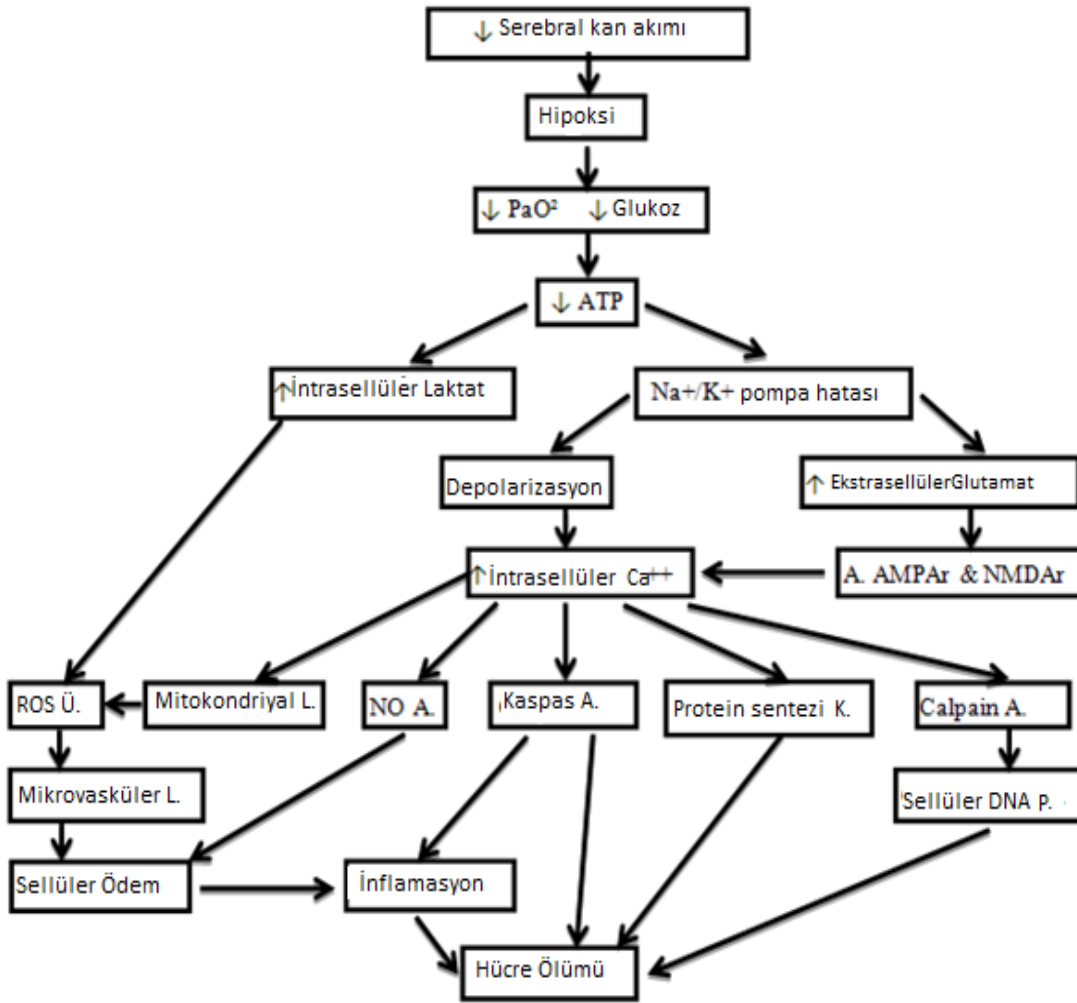 ↓ Serebral kan akımı
Hipoksi
↓ PaO² ↓ Glukoz
↓ ATP
↑İntrasellüler Laktat
Na+/K+ pompa hatası
Depolarizasyon
↑ EkstrasellülerGlutamat
↑İntrasellüler Ca++
A. AMPAr & NMDAr
ROS Ü.
Mitokondriyal L.
NO A.
Kaspas A.
Protein sentezi K.
Calpain A.
Mikrovasküler L.
Sellüler DNA P.
Sellüler Ödem
İnflamasyon
Hücre Ölümü